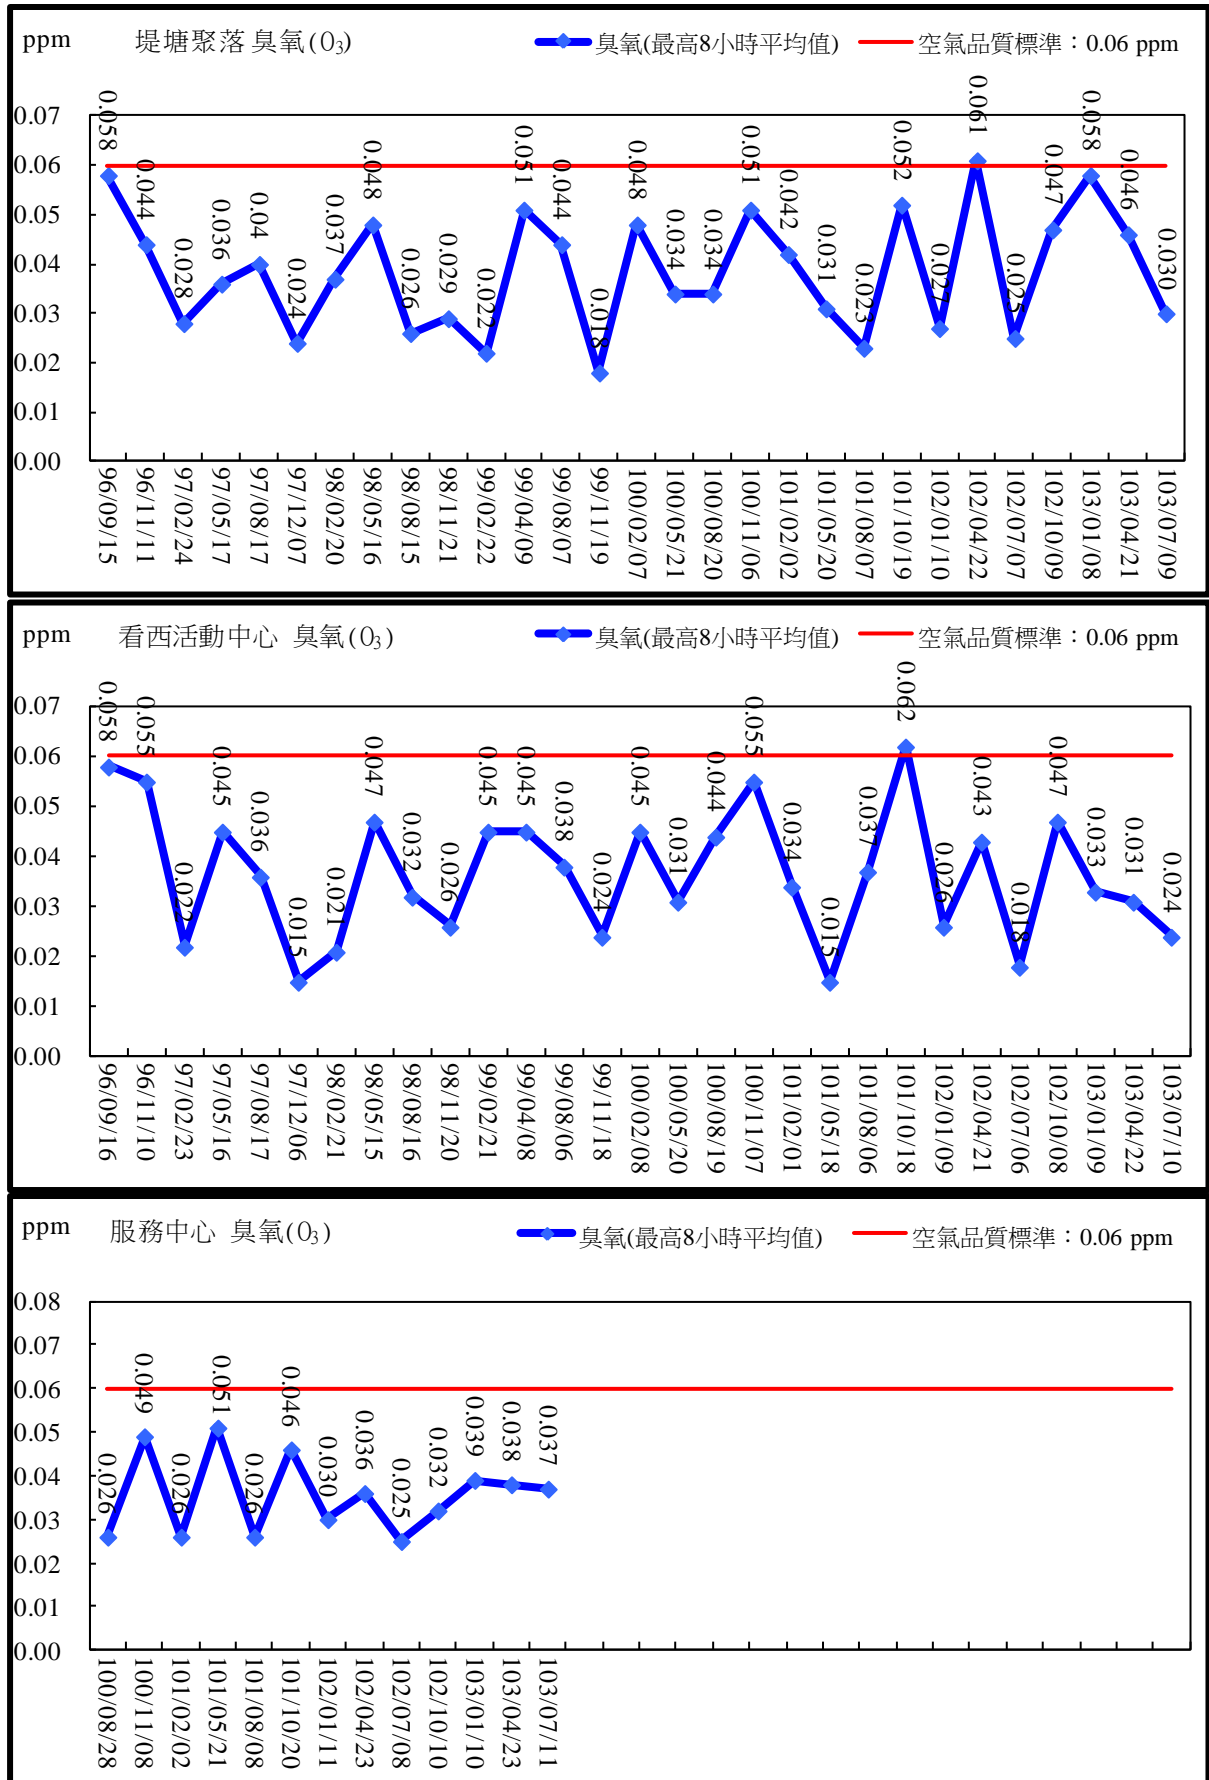 ppm 堤塘聚落 臭氧(O₃) 臭氧(最高8小時平均值) 空氣品質標準：0.06 ppm
0.07
0.06
0.05
0.04
0.03
0.02
0.01
0.00
0.058 0.044 0.028 0.036 0.04 0.024 0.037 0.048 0.026 0.029 0.022 0.051 0.044 0.018 0.048 0.034 0.034 0.051 0.042 0.031 0.023 0.052 0.027 0.061 0.025 0.047 0.058 0.046 0.030
96/09/15 96/11/11 97/02/24 97/05/17 97/08/17 97/12/07 98/02/20 98/05/16 98/08/15 98/11/21 99/02/22 99/04/09 99/08/07 99/11/19 100/02/07 100/05/21 100/08/20 100/11/06 101/02/02 101/05/20 101/08/07 101/10/19 102/01/10 102/04/22 102/07/07 102/10/09 103/01/08 103/04/21 103/07/09
ppm 看西活動中心 臭氧(O₃) 臭氧(最高8小時平均值) 空氣品質標準：0.06 ppm
0.07
0.06
0.05
0.04
0.03
0.02
0.01
0.00
0.058 0.055 0.022 0.045 0.036 0.015 0.021 0.047 0.032 0.026 0.045 0.045 0.038 0.024 0.045 0.031 0.044 0.055 0.034 0.015 0.037 0.062 0.026 0.043 0.018 0.047 0.033 0.031 0.024
96/09/16 96/11/10 97/02/23 97/05/16 97/08/17 97/12/06 98/02/21 98/05/15 98/08/16 98/11/20 99/02/21 99/04/08 99/08/06 99/11/18 100/02/08 100/05/20 100/08/19 100/11/07 101/02/01 101/05/18 101/08/06 101/10/18 102/01/09 102/04/21 102/07/06 102/10/08 103/01/09 103/04/22 103/07/10
ppm 服務中心 臭氧(O₃) 臭氧(最高8小時平均值) 空氣品質標準：0.06 ppm
0.08
0.07
0.06
0.05
0.04
0.03
0.02
0.01
0.00
0.026 0.049 0.026 0.051 0.026 0.046 0.030 0.036 0.025 0.032 0.039 0.038 0.037
100/08/28 100/11/08 101/02/02 101/05/21 101/08/08 101/10/20 102/01/11 102/04/23 102/07/08 102/10/10 103/01/10 103/04/23 103/07/11